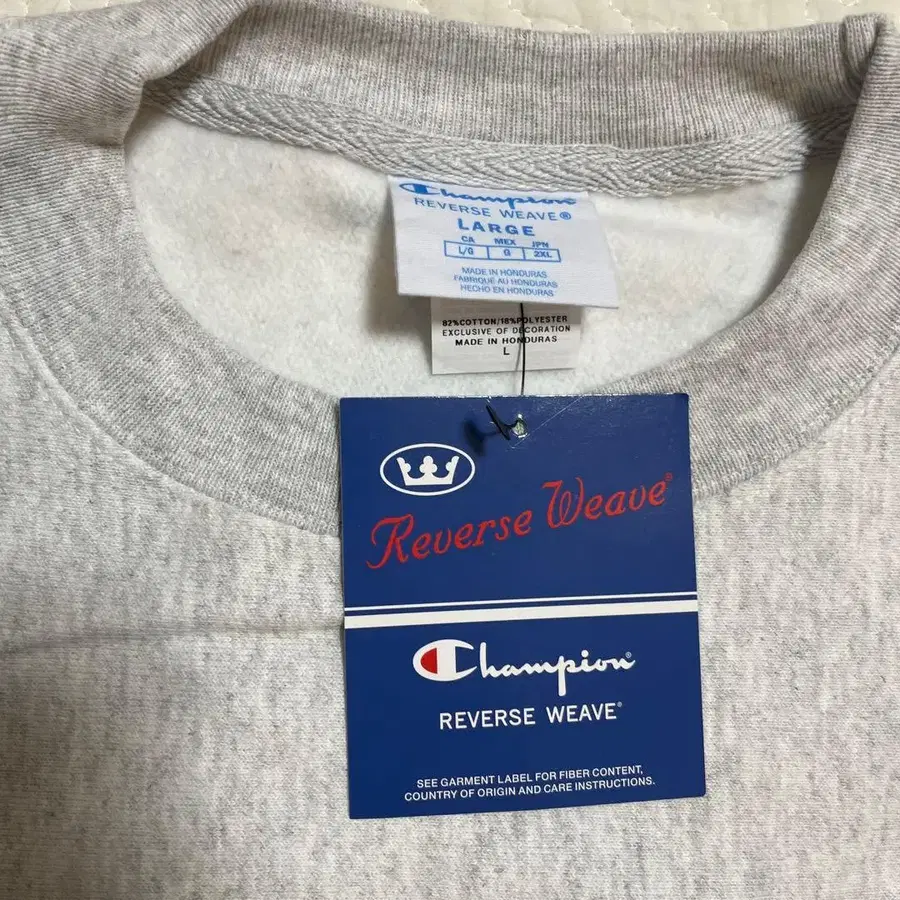 Champion
REVERSE WEAVE®
LARGE
CA MEX JPN
L/G G 2XL
MADE IN HONDURAS
FABRIQUÉ AU HONDURAS
HECHO EN HONDURAS
82%COTTON/18%POLYESTER
EXCLUSIVE OF DECORATION
MADE IN HONDURAS
L
Reverse Weave®
Champion®
REVERSE WEAVE®
SEE GARMENT LABEL FOR FIBER CONTENT,
COUNTRY OF ORIGIN AND CARE INSTRUCTIONS.